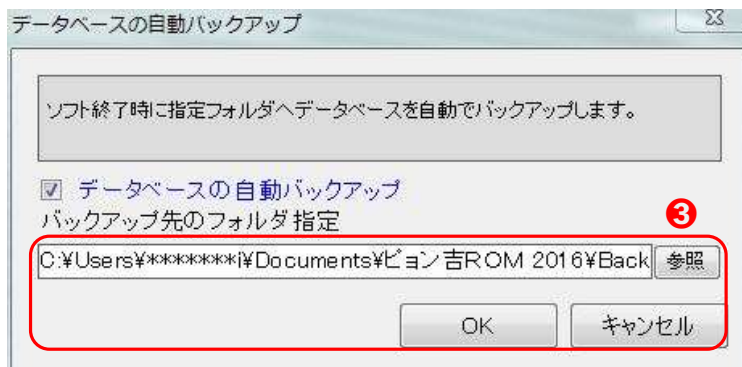 データベースの自動バックアップ
ソフト終了時に指定フォルダへデータベースを自動でバックアップします。
データベースの自動バックアップ
バックアップ先のフォルダ指定
❸
C:¥Users¥*******i¥Documents¥ピョン吉ROM 2016¥Back 参照
OK キャンセル